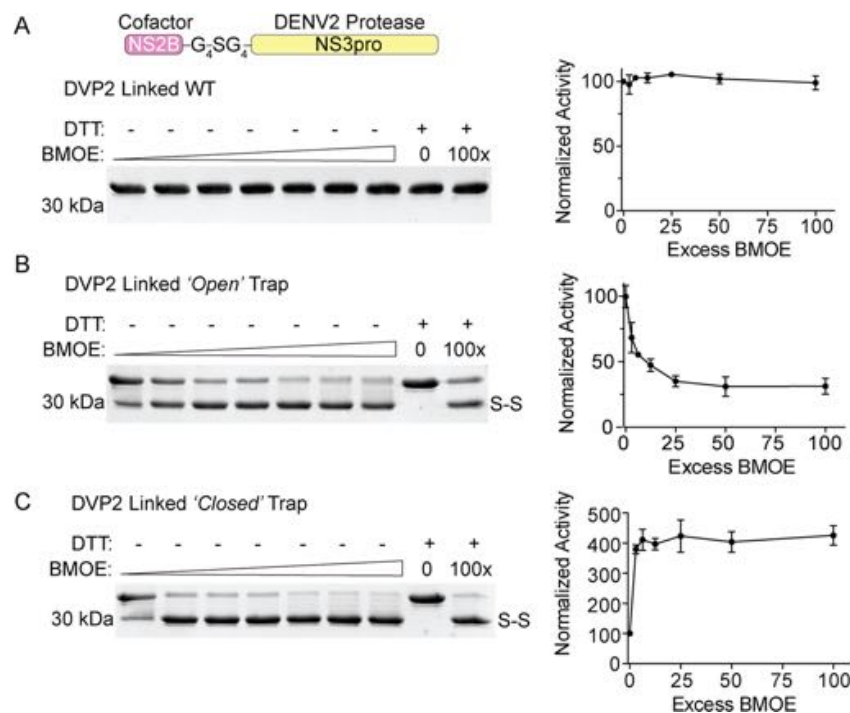 A
Cofactor DENV2 Protease
NS2B G4SG4 NS3pro
DVP2 Linked WT
DTT: - - - - - - - + +
BMOE: 0 100x
30 kDa
Normalized Activity
100
50
0
0 25 50 75 100
Excess BMOE
B
DVP2 Linked 'Open' Trap
DTT: - - - - - - - + +
BMOE: 0 100x
30 kDa S-S
Normalized Activity
100
50
0
0 25 50 75 100
Excess BMOE
C
DVP2 Linked 'Closed' Trap
DTT: - - - - - - - + +
BMOE: 0 100x
30 kDa S-S
Normalized Activity
500
400
300
200
100
0
0 25 50 75 100
Excess BMOE